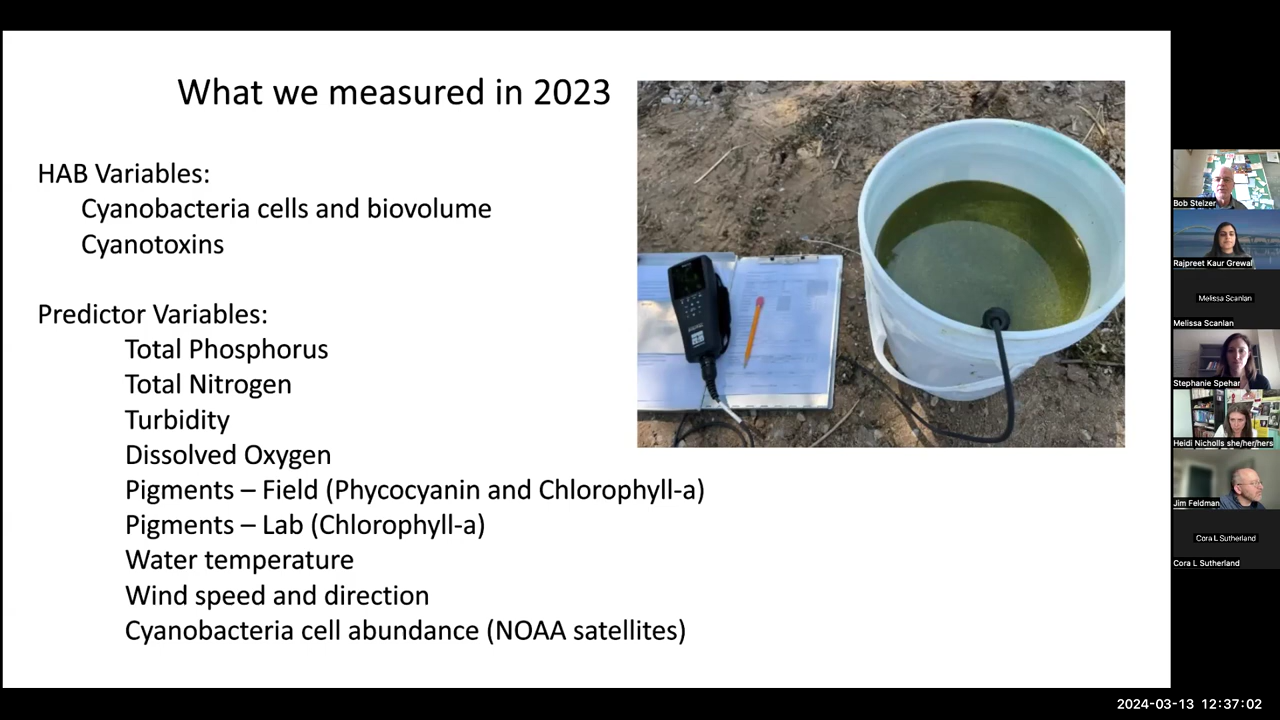 What we measured in 2023
HAB Variables:
Cyanobacteria cells and biovolume
Cyanotoxins
Predictor Variables:
Total Phosphorus
Total Nitrogen
Turbidity
Dissolved Oxygen
Pigments – Field (Phycocyanin and Chlorophyll-a)
Pigments – Lab (Chlorophyll-a)
Water temperature
Wind speed and direction
Cyanobacteria cell abundance (NOAA satellites)
Bob Stelzer
Rajpreet Kaur Grewal
Melissa Scanlan
Melissa Scanlan
Stephanie Spehar
Heidi Nicholls she/her/hers
Jim Feldman
Cora L Sutherland
Cora L Sutherland
2024-03-13 12:37:02